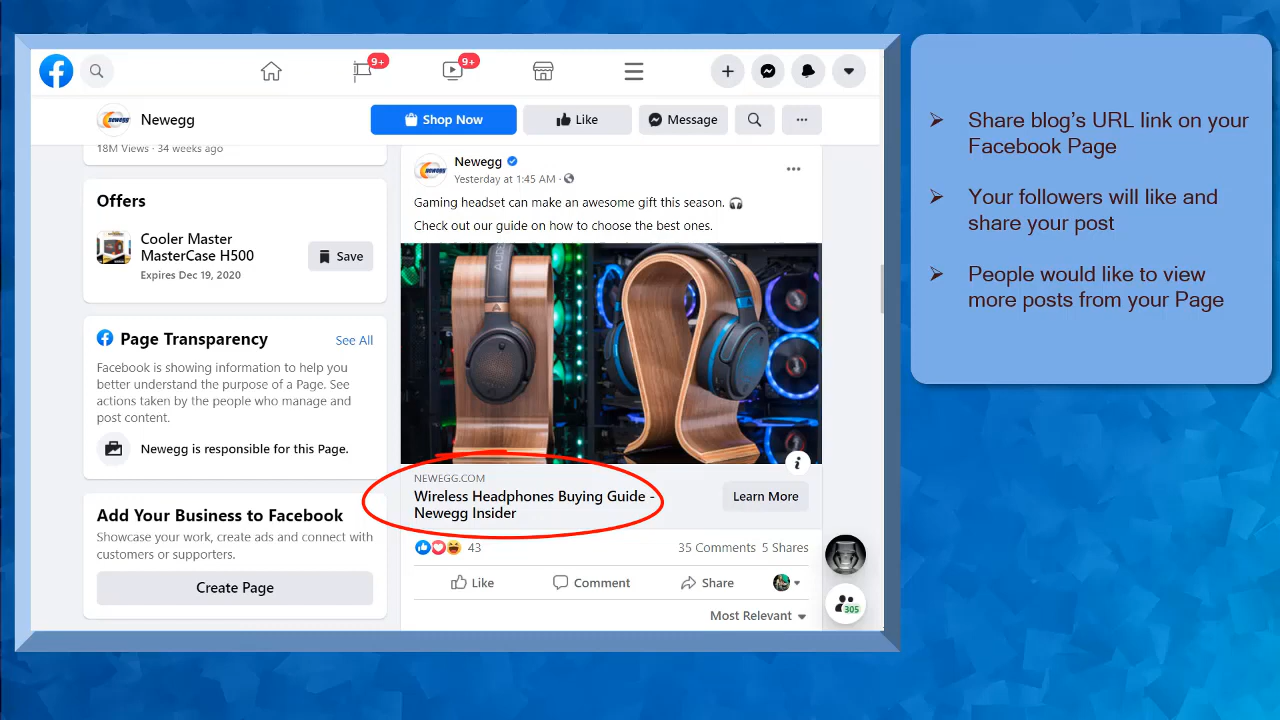 9+
9+
Newegg
Shop Now
Like
Message
18M Views · 34 weeks ago
Offers
Cooler Master
MasterCase H500
Expires Dec 19, 2020
Save
Page Transparency
See All
Facebook is showing information to help you
better understand the purpose of a Page. See
actions taken by the people who manage and
post content.
Newegg is responsible for this Page.
Add Your Business to Facebook
Showcase your work, create ads and connect with
customers or supporters.
Create Page
Newegg
Yesterday at 1:45 AM ·
Gaming headset can make an awesome gift this season.
Check out our guide on how to choose the best ones.
NEWEGG.COM
Wireless Headphones Buying Guide -
Newegg Insider
Learn More
43
35 Comments 5 Shares
Like
Comment
Share
Most Relevant
305
Share blog's URL link on your
Facebook Page
Your followers will like and
share your post
People would like to view
more posts from your Page